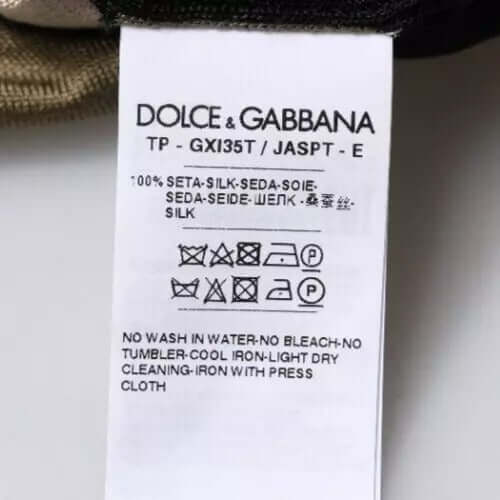 DOLCE & GABBANA
TP - GXI35T / JASPT - E
100% SETA-SILK-SEDA-SOIE-
SEDA-SEIDE-ШЕЛК -桑蚕丝-
SILK
P
P
NO WASH IN WATER-NO BLEACH-NO
TUMBLER-COOL IRON-LIGHT DRY
CLEANING-IRON WITH PRESS
CLOTH